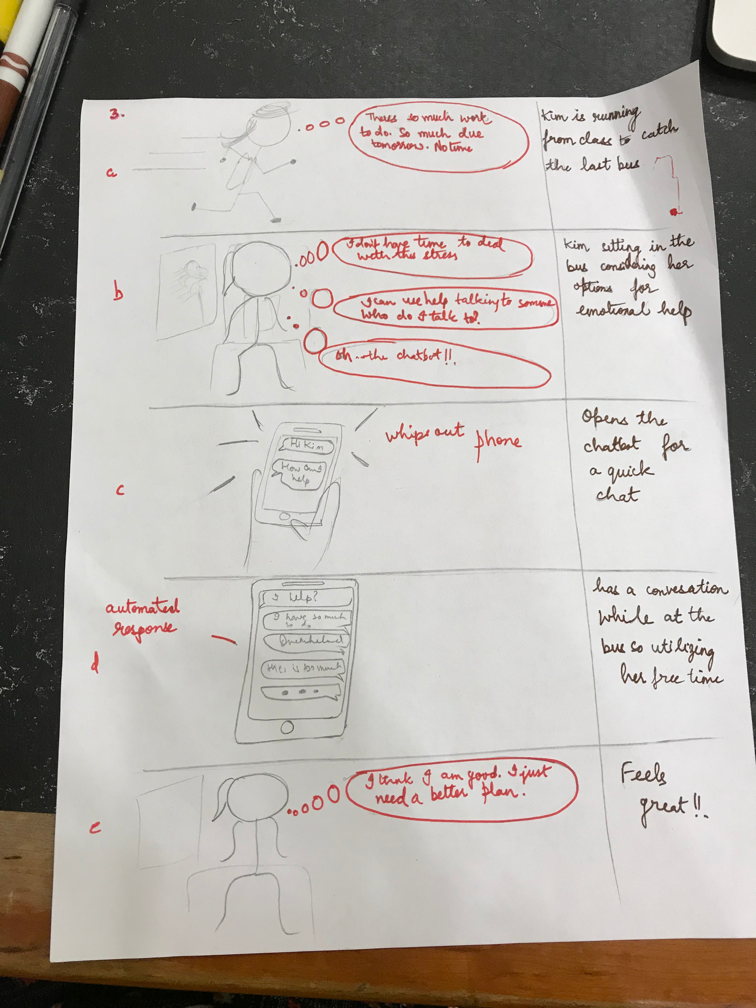 3.
a
Theres so much work
to do. So much due
tomorrow. No time
Kim is running
from class to catch
the last bus
b
I don't have time to deal
with this stress
I can use help talking to someone
Who do I talk to?
Oh... the chatbot!!
Kim sitting in the
bus considering her
options for
emotional help
c
Hi Kim
How can I
help
whips out phone
Opens the
chatbot for
a quick
chat
automated
response
d
I help?
I have so much
to do
Overwhelmed
is too much
has a convesation
while at the
bus so utilizing
her free time
e
I think I am good. I just
need a better plan.
Feels
great!!.